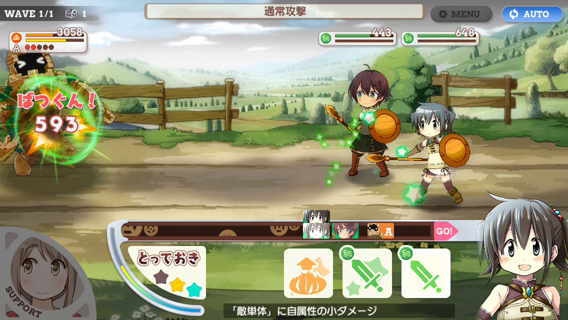 WAVE 1/1
1
通常攻撃
MENU
AUTO
3058
A
443
648
ばつぐん!
593
A
GO!
とっておき
SUPPORT
「敵単体」に自属性の小ダメージ